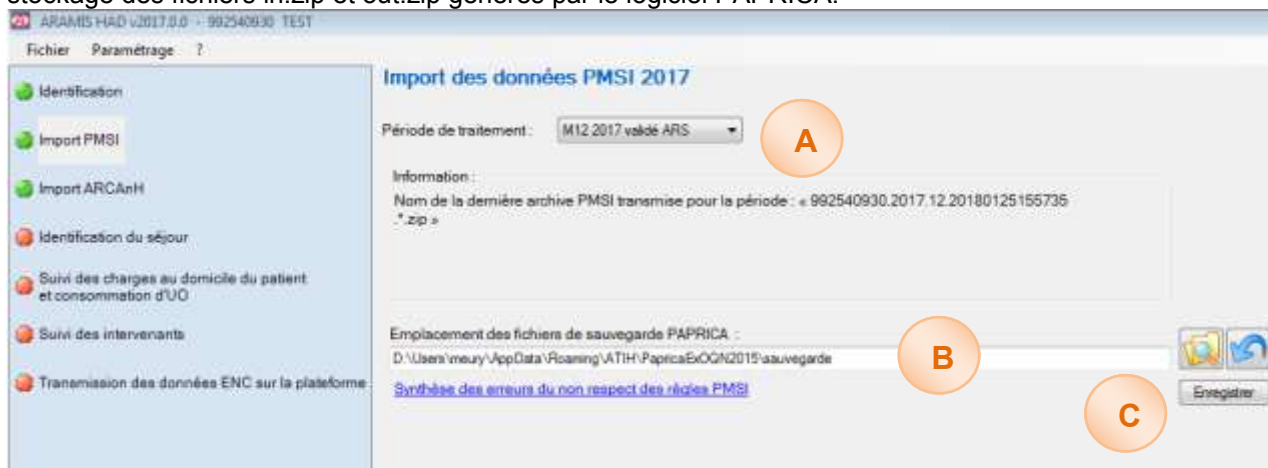 stockage des fichiers in.zip et out.zip générés par le logiciel PAPRICA.
ARAMIS HAD v2017.0.0 - 992540930 TEST
Fichier Paramétrage ?
Identification
Import PMSI
Import ARCAnH
Identification du séjour
Suivi des charges au domicile du patient
et consommation d'UO
Suivi des intervenants
Transmission des données ENC sur la plateforme
Import des données PMSI 2017
Période de traitement : M12 2017 validé ARS
A
Information :
Nom de la dernière archive PMSI transmise pour la période : « 992540930.2017.12.20180125155735
.*.zip »
Emplacement des fichiers de sauvegarde PAPRICA :
D:\Users\meury\AppData\Roaming\ATIH\PapricaExOQN2015\sauvegarde
B
Synthèse des erreurs du non respect des règles PMSI
Enregistrer
C